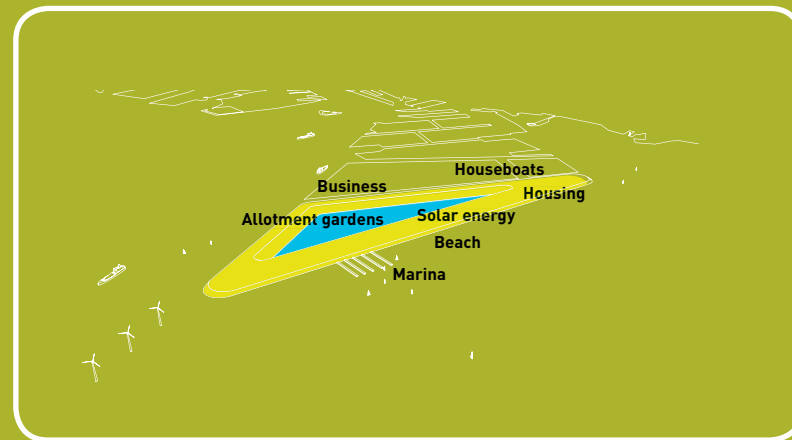 Houseboats
Business
Housing
Allotment gardens
Solar energy
Beach
Marina